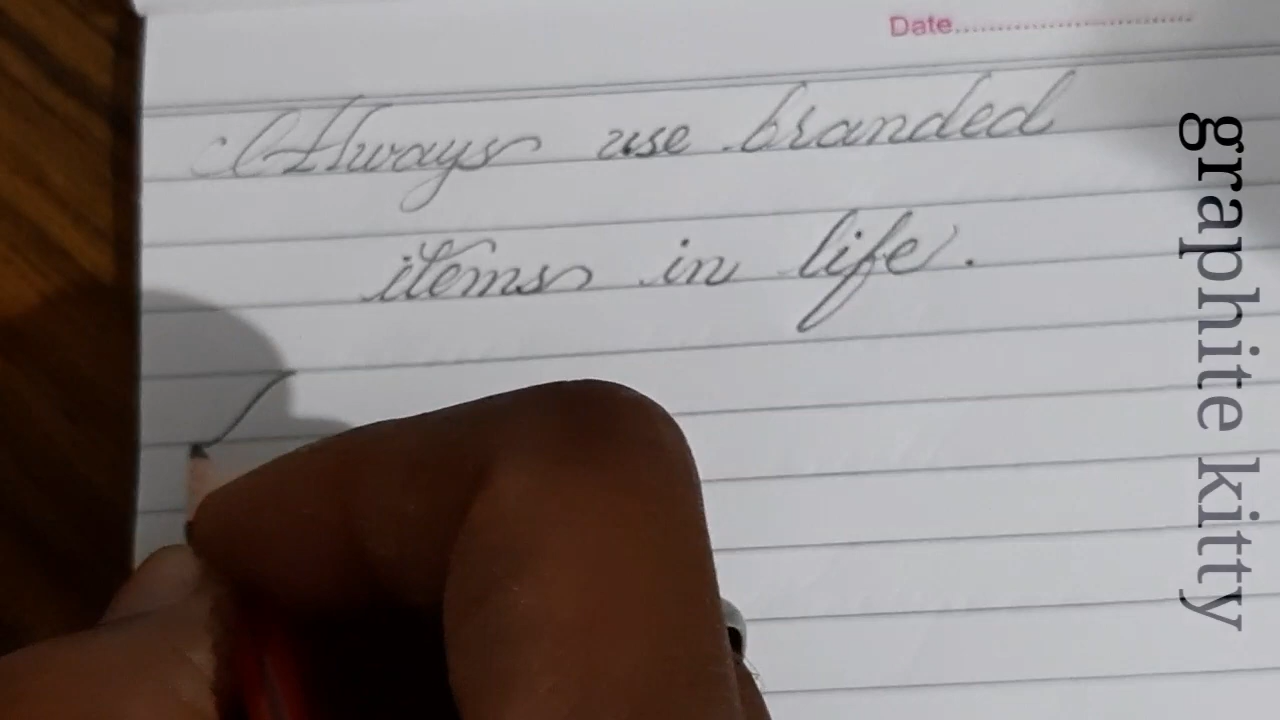 Date..............................
Always use branded
items in life.
graphite kitty